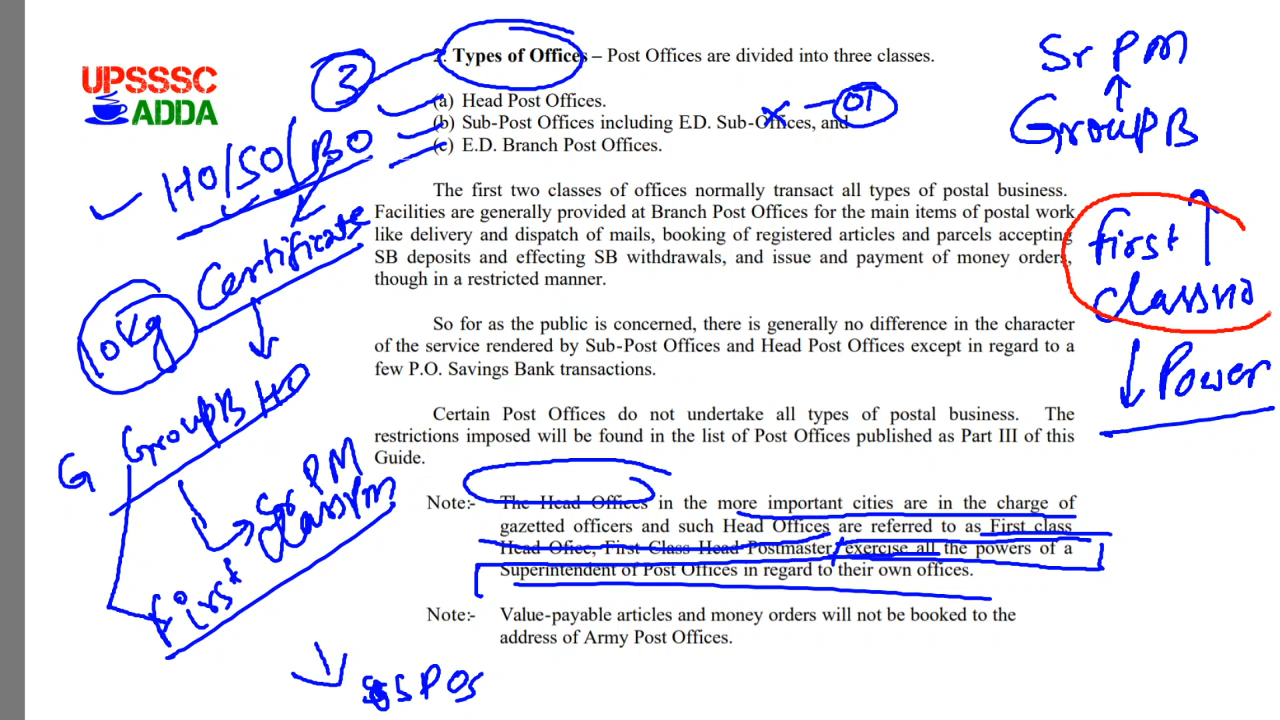 UPSSSC
ADDA
3
2. Types of Offices – Post Offices are divided into three classes.
(a) Head Post Offices.
(b) Sub-Post Offices including E.D. Sub-Offices, and
(c) E.D. Branch Post Offices.
01
Sr PM
Group B
HO/SO/BO
Certificate
10Kg
Group B HO
G
Sr PM
Class PM
first
first
class HO
Power
The first two classes of offices normally transact all types of postal business.
Facilities are generally provided at Branch Post Offices for the main items of postal work
like delivery and dispatch of mails, booking of registered articles and parcels accepting
SB deposits and effecting SB withdrawals, and issue and payment of money orders,
though in a restricted manner.
So for as the public is concerned, there is generally no difference in the character
of the service rendered by Sub-Post Offices and Head Post Offices except in regard to a
few P.O. Savings Bank transactions.
Certain Post Offices do not undertake all types of postal business. The
restrictions imposed will be found in the list of Post Offices published as Part III of this
Guide.
Note:- The Head Offices in the more important cities are in the charge of
gazetted officers and such Head Offices are referred to as First class
Head Ofice, First Class Head Postmaster exercise all the powers of a
Superintendent of Post Offices in regard to their own offices.
Note:- Value-payable articles and money orders will not be booked to the
address of Army Post Offices.
SPOs